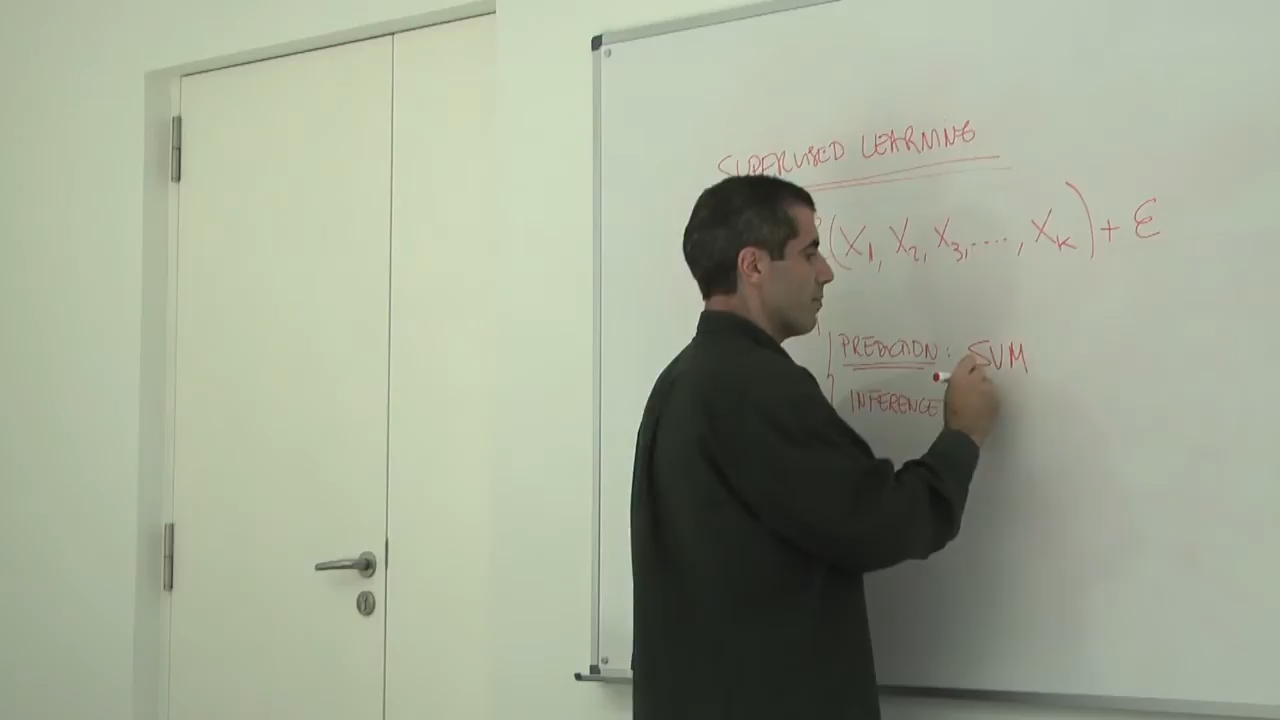 SUPERVISED LEARNING
(X1, X2, X3, ...., XK) + ε
PREDICTION : SVM
INFERENCE